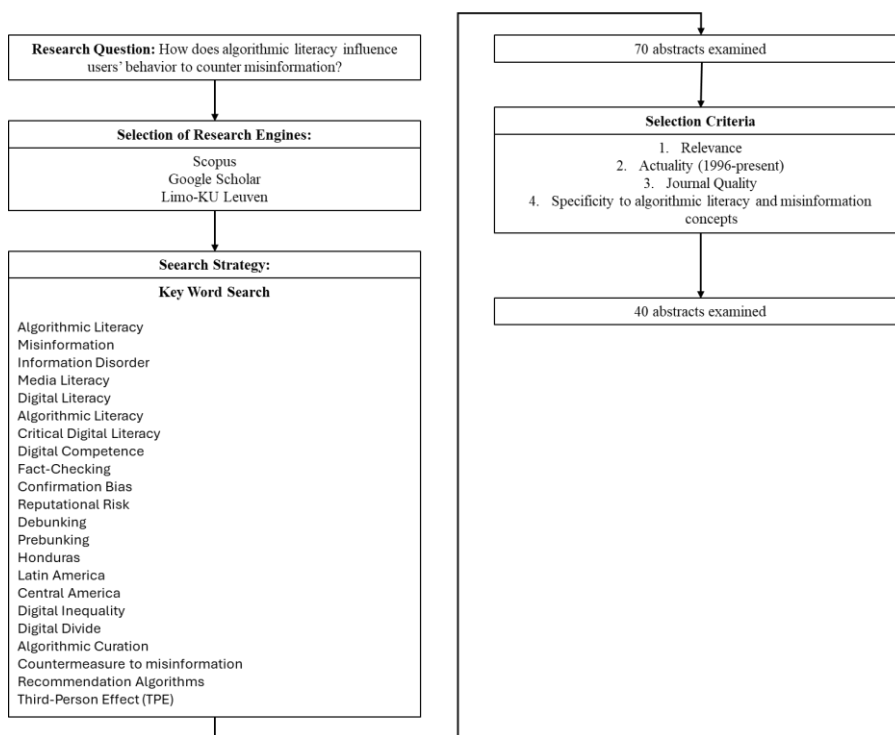 Research Question: How does algorithmic literacy influence
users' behavior to counter misinformation?
Selection of Research Engines:
Scopus
Google Scholar
Limo-KU Leuven
Seearch Strategy:
Key Word Search
Algorithmic Literacy
Misinformation
Information Disorder
Media Literacy
Digital Literacy
Algorithmic Literacy
Critical Digital Literacy
Digital Competence
Fact-Checking
Confirmation Bias
Reputational Risk
Debunking
Prebunking
Honduras
Latin America
Central America
Digital Inequality
Digital Divide
Algorithmic Curation
Countermeasure to misinformation
Recommendation Algorithms
Third-Person Effect (TPE)
70 abstracts examined
Selection Criteria
1. Relevance
2. Actuality (1996-present)
3. Journal Quality
4. Specificity to algorithmic literacy and misinformation
concepts
40 abstracts examined